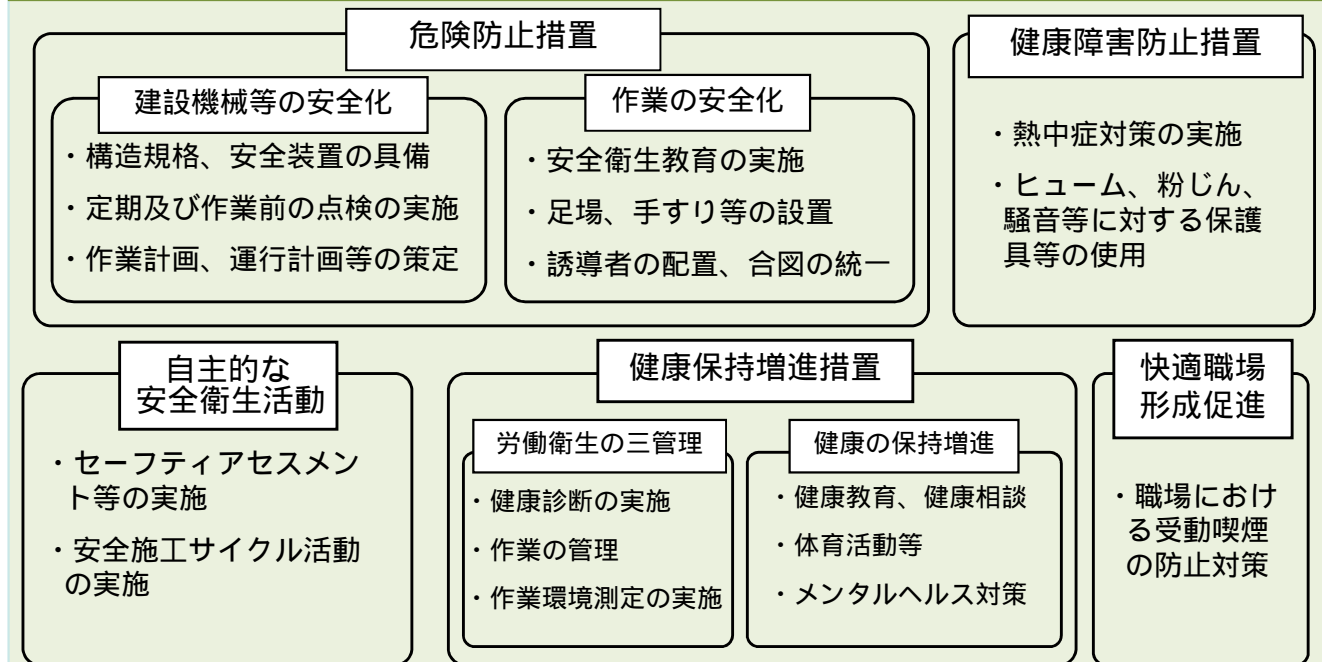 危険防止措置
建設機械等の安全化
・構造規格、安全装置の具備
・定期及び作業前の点検の実施
・作業計画、運行計画等の策定
作業の安全化
・安全衛生教育の実施
・足場、手すり等の設置
・誘導者の配置、合図の統一
健康障害防止措置
・熱中症対策の実施
・ヒューム、粉じん、
騒音等に対する保護
具等の使用
自主的な
安全衛生活動
・セーフティアセスメン
ト等の実施
・安全施工サイクル活動
の実施
健康保持増進措置
労働衛生の三管理
・健康診断の実施
・作業の管理
・作業環境測定の実施
健康の保持増進
・健康教育、健康相談
・体育活動等
・メンタルヘルス対策
快適職場
形成促進
・職場におけ
る受動喫煙
の防止対策